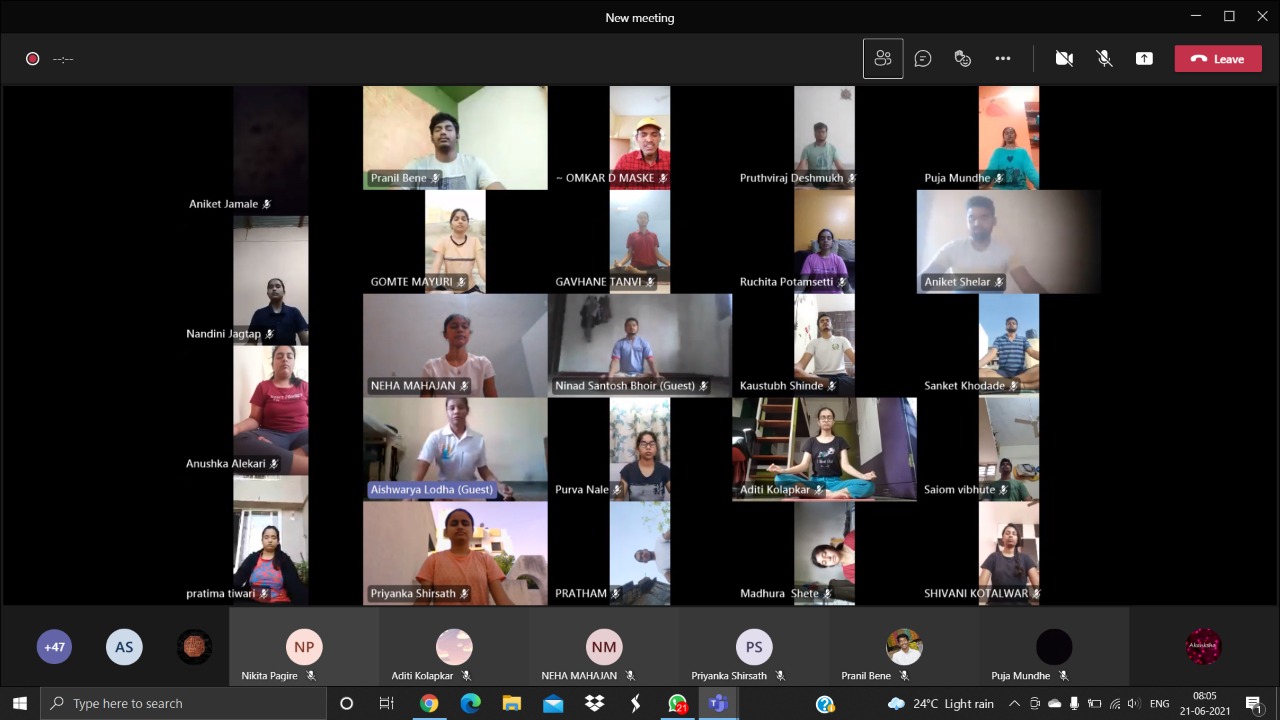 New meeting
--:--
Leave
Aniket Jamale
Pranil Bene
~ OMKAR D MASKE
Pruthviraj Deshmukh
Puja Mundhe
Nandini Jagtap
GOMTE MAYURI
GAVHANE TANVI
Ruchita Potamsetti
Aniket Shelar
Anushka Alekari
NEHA MAHAJAN
Ninad Santosh Bhoir (Guest)
Kaustubh Shinde
Sanket Khodade
Aishwarya Lodha (Guest)
Purva Nale
Aditi Kolapkar
Saiom vibhute
pratima tiwari
Priyanka Shirsath
PRATHAM
Madhura Shete
SHIVANI KOTALWAR
+47
AS
NP
Nikita Pagire
Aditi Kolapkar
NM
NEHA MAHAJAN
PS
Priyanka Shirsath
Pranil Bene
Puja Mundhe
Type here to search
21
24°C Light rain
ENG
08:05
21-06-2021
1